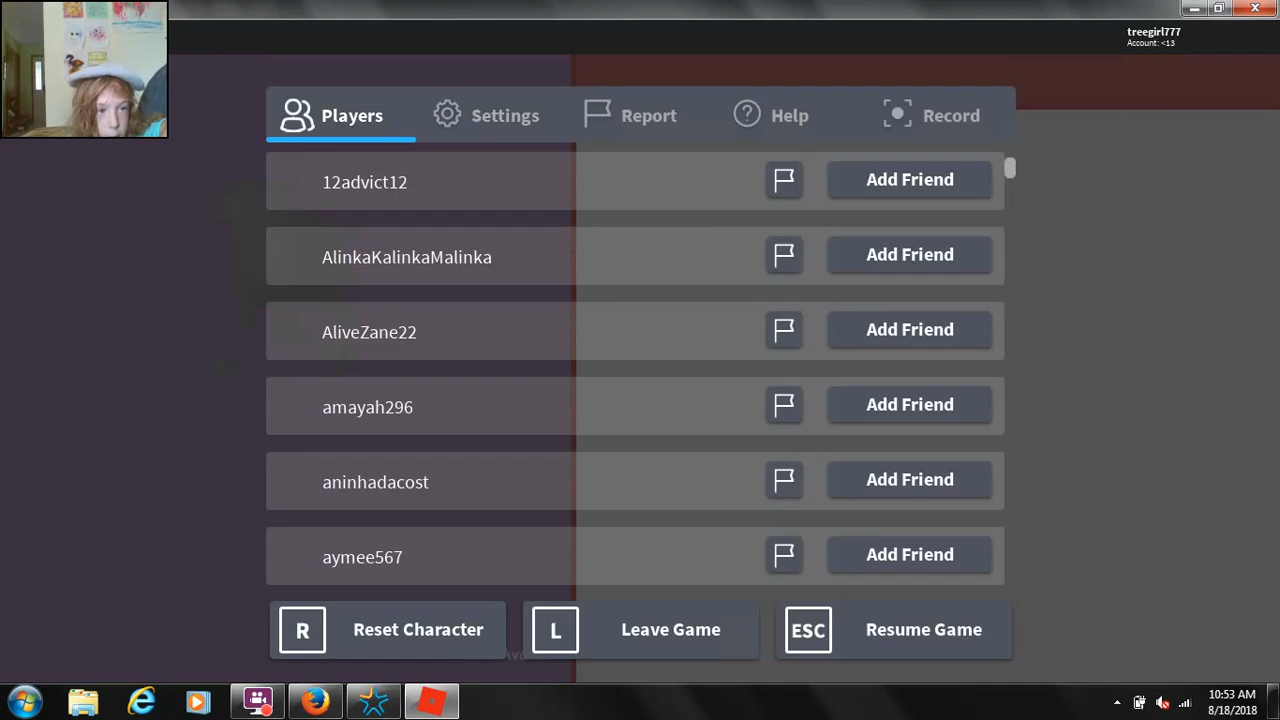 treegirl777
Account: <13
Players
Settings
Report
Help
Record
12advict12
Add Friend
AlinkaKalinkaMalinka
Add Friend
AliveZane22
Add Friend
amayah296
Add Friend
aninhadacost
Add Friend
aymee567
Add Friend
R Reset Character
L Leave Game
ESC Resume Game
10:53 AM
8/18/2018